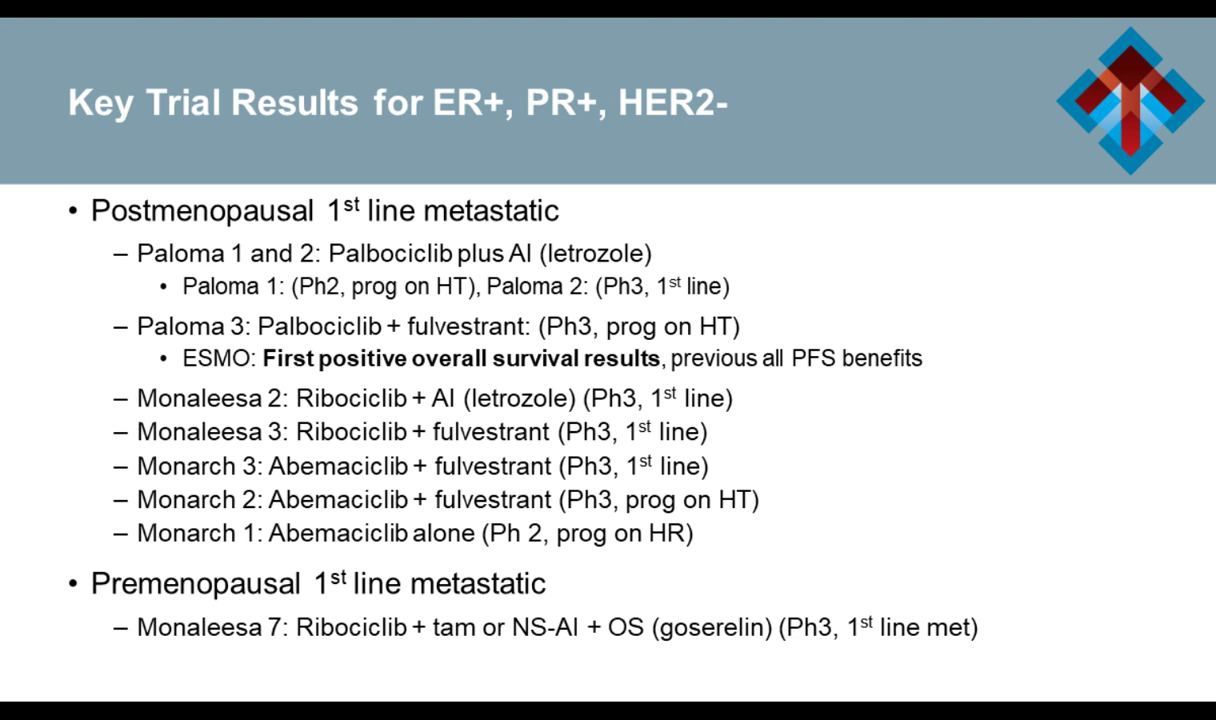 Key Trial Results for ER+, PR+, HER2-
• Postmenopausal 1st line metastatic
– Paloma 1 and 2: Palbociclib plus AI (letrozole)
• Paloma 1: (Ph2, prog on HT), Paloma 2: (Ph3, 1st line)
– Paloma 3: Palbociclib + fulvestrant: (Ph3, prog on HT)
• ESMO: First positive overall survival results, previous all PFS benefits
– Monaleesa 2: Ribociclib + AI (letrozole) (Ph3, 1st line)
– Monaleesa 3: Ribociclib + fulvestrant (Ph3, 1st line)
– Monarch 3: Abemaciclib + fulvestrant (Ph3, 1st line)
– Monarch 2: Abemaciclib + fulvestrant (Ph3, prog on HT)
– Monarch 1: Abemaciclib alone (Ph 2, prog on HR)
• Premenopausal 1st line metastatic
– Monaleesa 7: Ribociclib + tam or NS-AI + OS (goserelin) (Ph3, 1st line met)